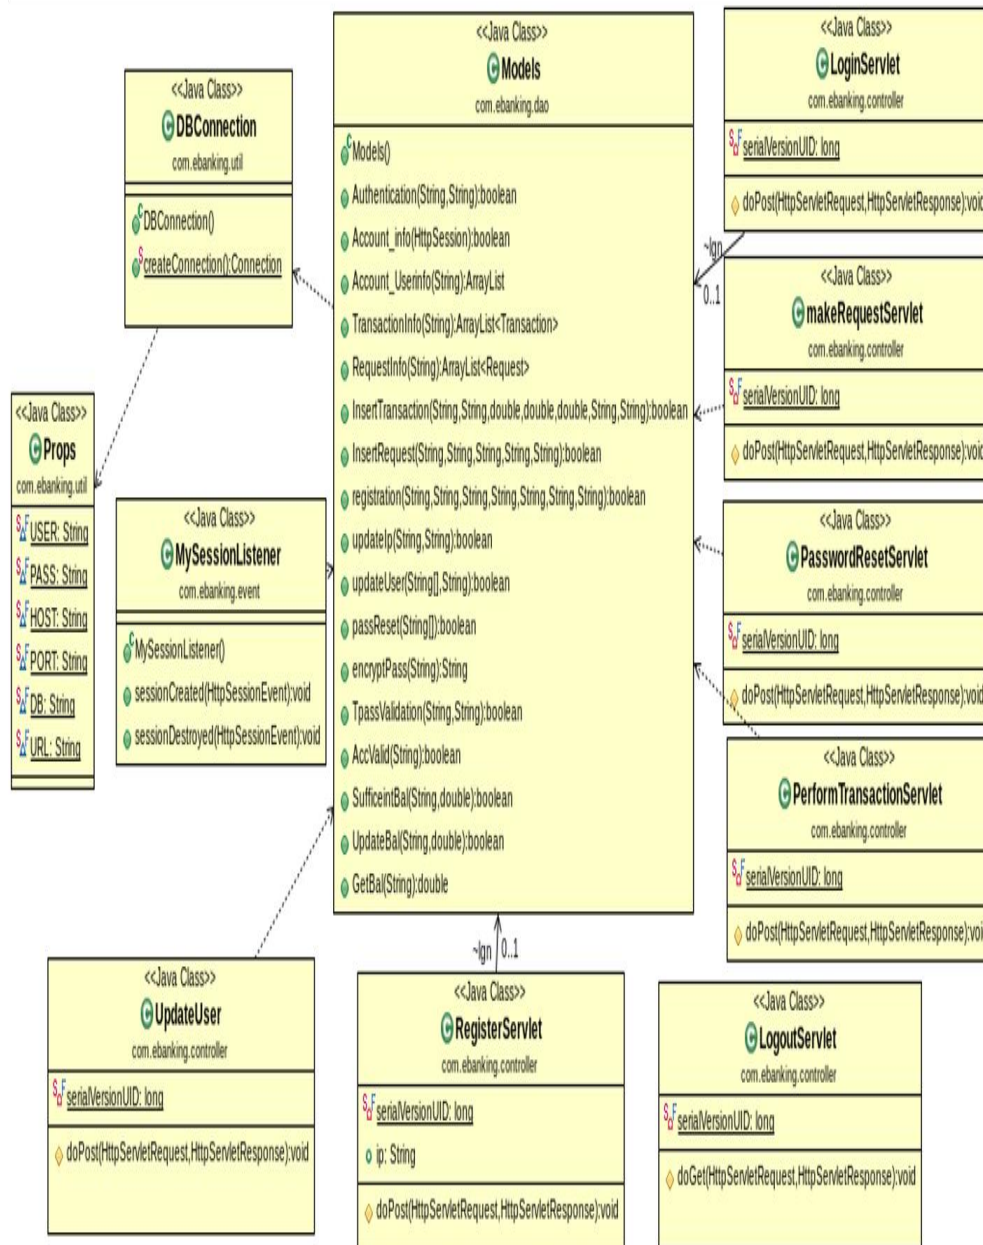 <<Java Class>>
DBConnection
com.ebanking.util
DBConnection()
createConnection():Connection
<<Java Class>>
Props
com.ebanking.util
USER: String
PASS: String
HOST: String
PORT: String
DB: String
URL: String
<<Java Class>>
MySessionListener
com.ebanking.event
MySessionListener()
sessionCreated(HttpSessionEvent):void
sessionDestroyed(HttpSessionEvent):void
<<Java Class>>
Models
com.ebanking.dao
Models()
Authentication(String,String):boolean
Account_info(HttpSession):boolean
Account_Userinfo(String):ArrayList
TransactionInfo(String):ArrayList<Transaction>
RequestInfo(String):ArrayList<Request>
InsertTransaction(String,String,double,double,double,String,String):boolean
InsertRequest(String,String,String,String,String):boolean
registration(String,String,String,String,String,String,String):boolean
updateIp(String,String):boolean
updateUser(String[],String):boolean
passReset(String[]):boolean
encryptPass(String):String
TpassValidation(String,String):boolean
AccValid(String):boolean
SufficeintBal(String,double):boolean
UpdateBal(String,double):boolean
GetBal(String):double
<<Java Class>>
LoginServlet
com.ebanking.controller
serialVersionUID: long
doPost(HttpServletRequest,HttpServletResponse):void
~lgn
0..1
<<Java Class>>
makeRequestServlet
com.ebanking.controller
serialVersionUID: long
doPost(HttpServletRequest,HttpServletResponse):void
<<Java Class>>
PasswordResetServlet
com.ebanking.controller
serialVersionUID: long
doPost(HttpServletRequest,HttpServletResponse):void
<<Java Class>>
PerformTransactionServlet
com.ebanking.controller
serialVersionUID: long
doPost(HttpServletRequest,HttpServletResponse):voi
~lgn 0..1
<<Java Class>>
UpdateUser
com.ebanking.controller
serialVersionUID: long
doPost(HttpServletRequest,HttpServletResponse):void
<<Java Class>>
RegisterServlet
com.ebanking.controller
serialVersionUID: long
ip: String
doPost(HttpServletRequest,HttpServletResponse):void
<<Java Class>>
LogoutServlet
com.ebanking.controller
serialVersionUID: long
doGet(HttpServletRequest,HttpServletResponse):void